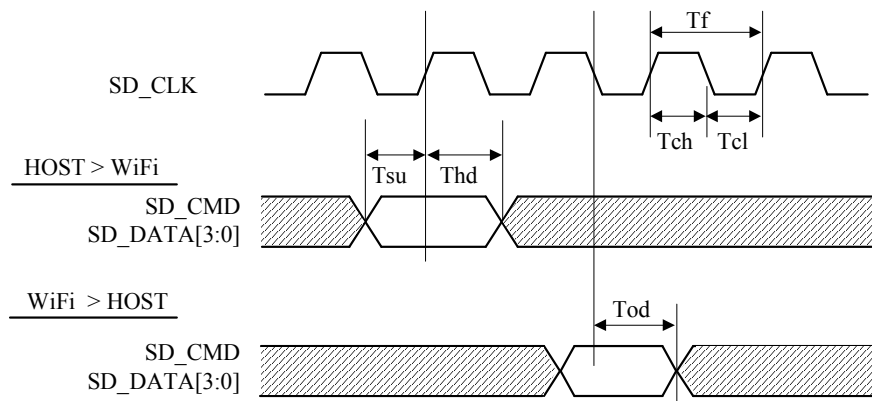 Tf
SD_CLK
Tch Tcl
HOST > WiFi
Tsu Thd
SD_CMD
SD_DATA[3:0]
WiFi > HOST
Tod
SD_CMD
SD_DATA[3:0]